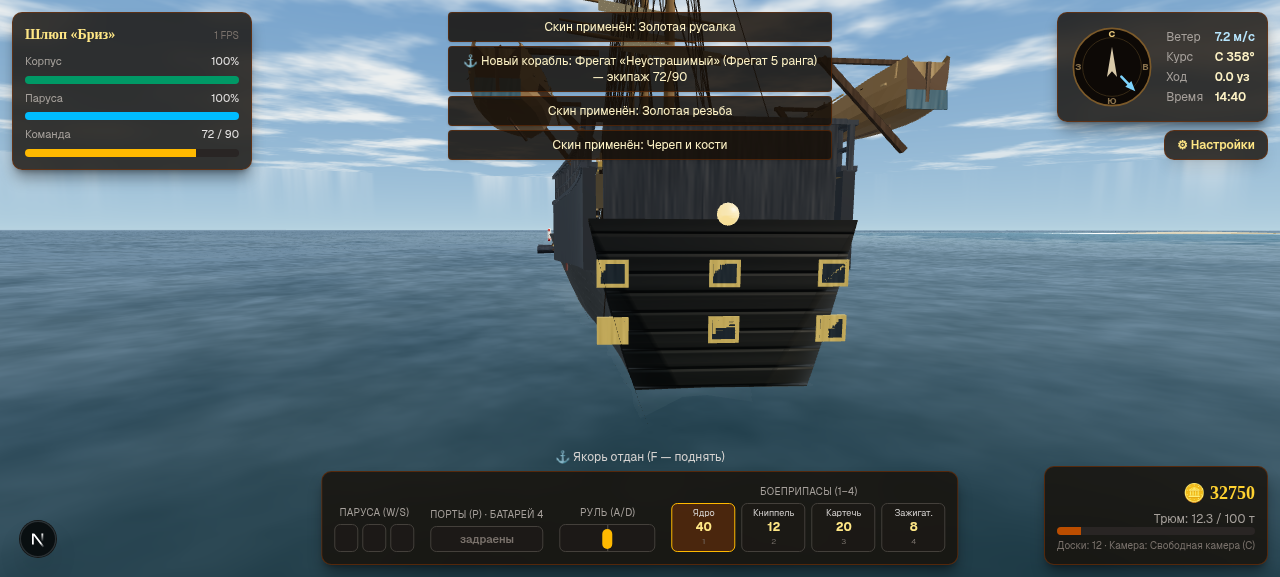 Шлюп «Бриз»
1 FPS
Корпус 100%
Паруса 100%
Команда 72 / 90
Скин применён: Золотая русалка
⚓ Новый корабль: Фрегат «Неустрашимый» (Фрегат 5 ранга)
— экипаж 72/90
Скин применён: Золотая резьба
Скин применён: Череп и кости
С
З
В
Ю
Ветер 7.2 м/с
Курс С 358°
Ход 0.0 уз
Время 14:40
⚙ Настройки
⚓ Якорь отдан (F — поднять)
ПАРУСА (W/S)
ПОРТЫ (P) · БАТАРЕЙ 4
задраены
РУЛЬ (A/D)
БОЕПРИПАСЫ (1–4)
Ядро
40
1
Книппель
12
2
Картечь
20
3
Зажигат.
8
4
🪙 32750
Трюм: 12.3 / 100 т
Доски: 12 · Камера: Свободная камера (C)
N